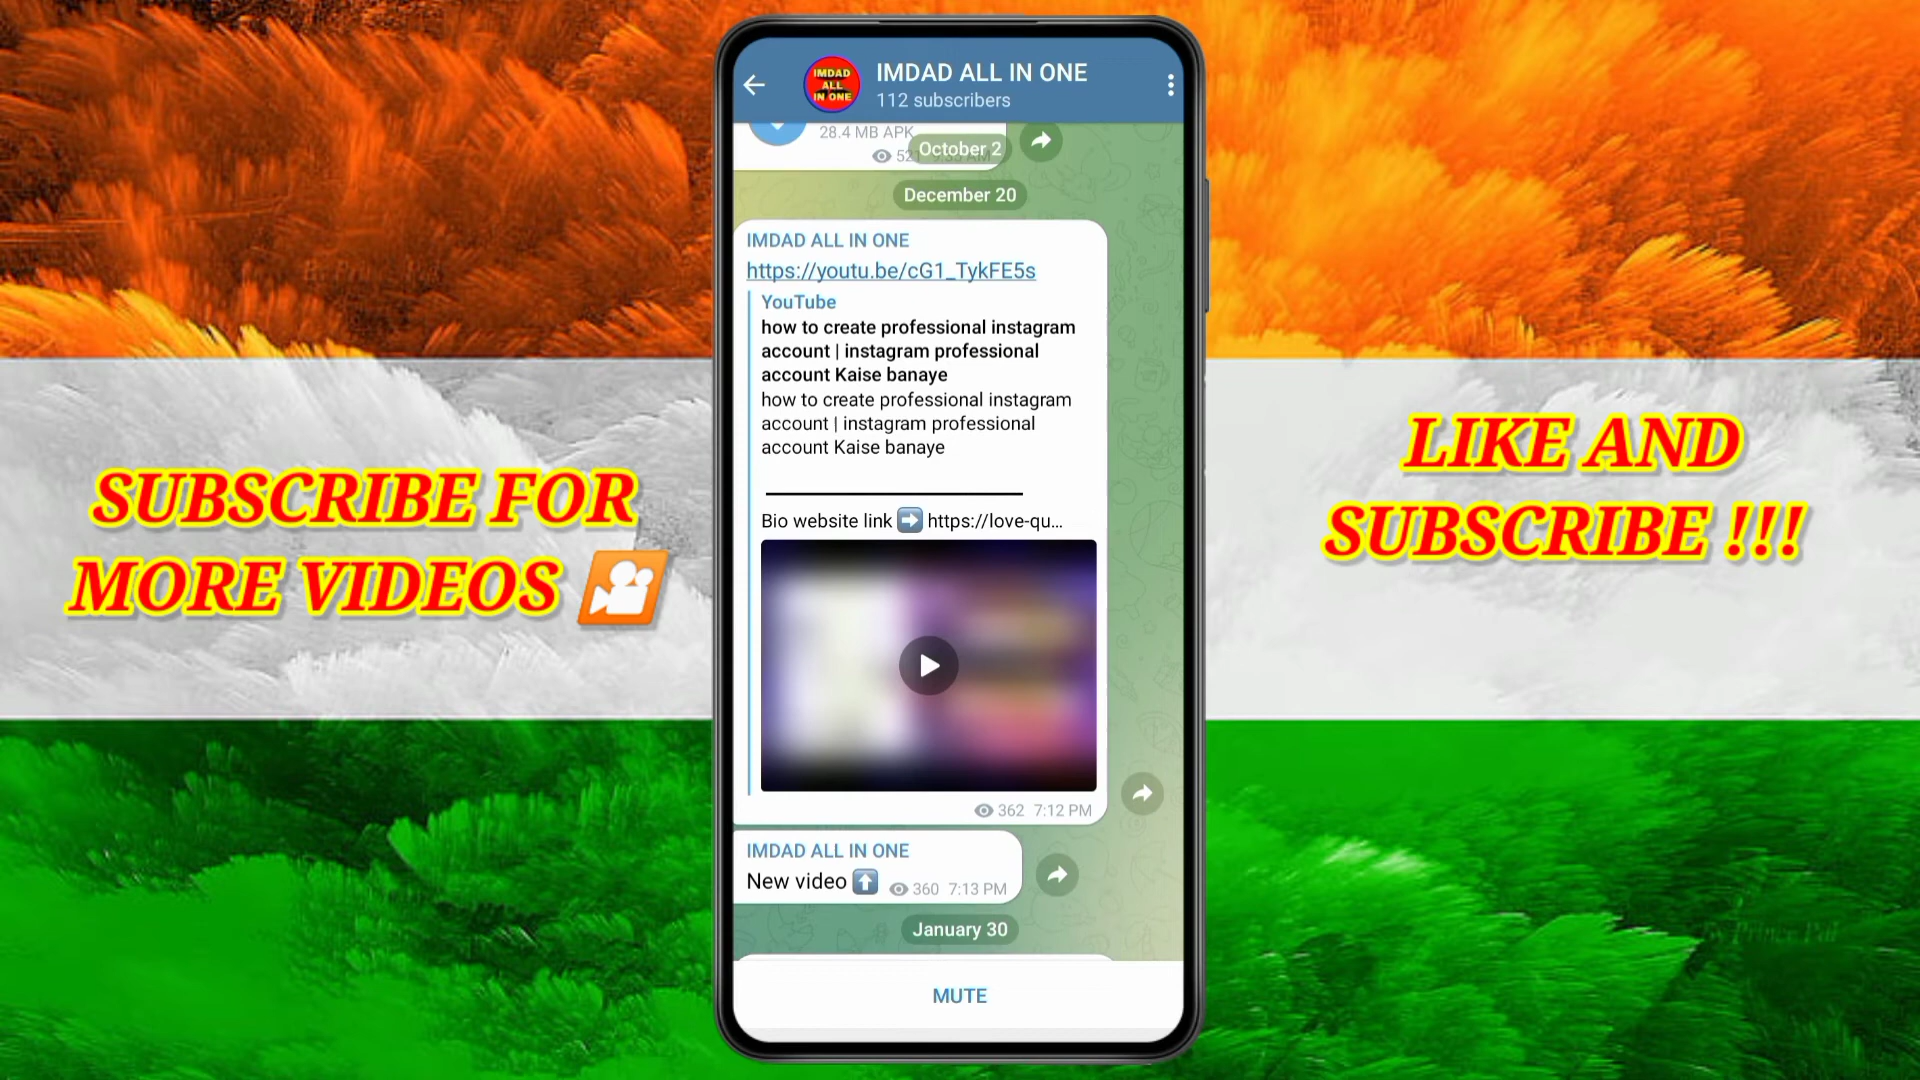 IMDAD ALL IN ONE
112 subscribers
IMDAD
ALL
IN ONE
28.4 MB APK
October 2
December 20
IMDAD ALL IN ONE
https://youtu.be/cG1_TykFE5s
YouTube
how to create professional instagram
account | instagram professional
account Kaise banaye
how to create professional instagram
account | instagram professional
account Kaise banaye
Bio website link ➡️ https://love-qu...
362 7:12 PM
IMDAD ALL IN ONE
New video ⬆️ 360 7:13 PM
January 30
MUTE
SUBSCRIBE FOR
MORE VIDEOS 🎦
LIKE AND
SUBSCRIBE !!!
Prince Pal